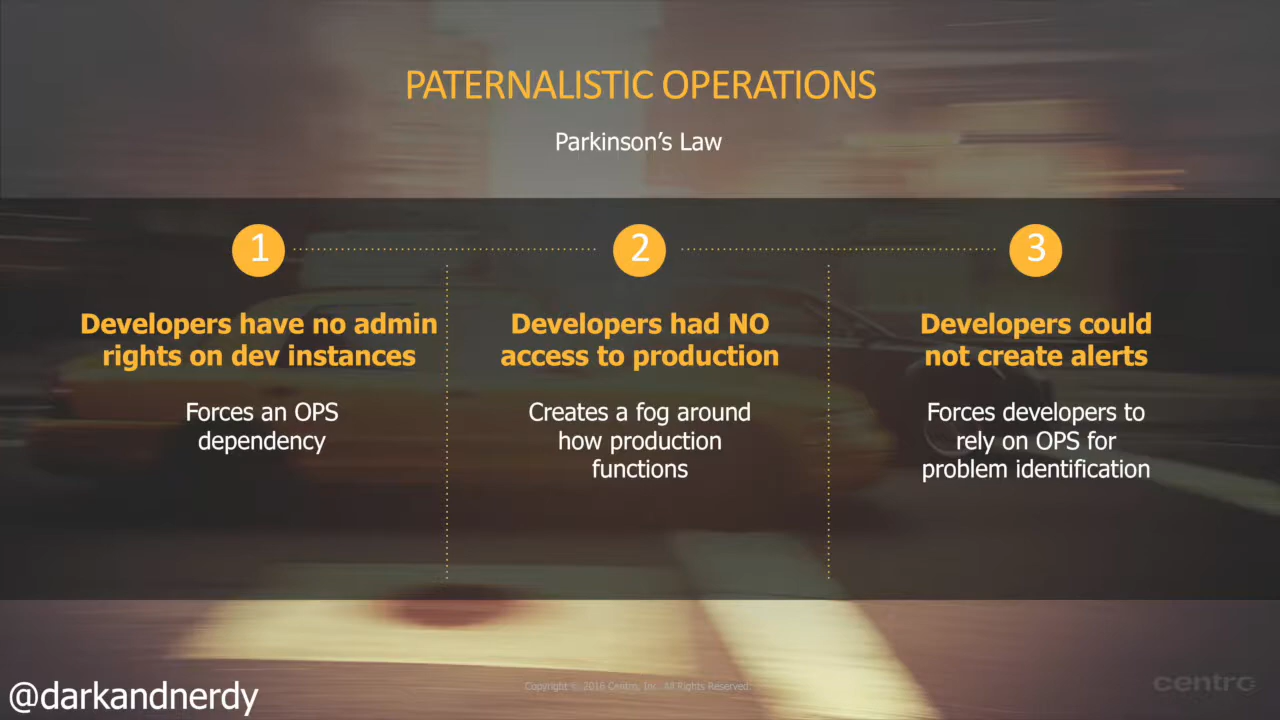 PATERNALISTIC OPERATIONS
Parkinson’s Law
1
Developers have no admin
rights on dev instances
Forces an OPS
dependency
2
Developers had NO
access to production
Creates a fog around
how production
functions
3
Developers could
not create alerts
Forces developers to
rely on OPS for
problem identification
@darkandnerdy
Copyright © 2016 Centro, Inc. All Rights Reserved.
centro